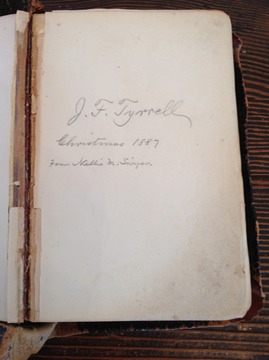 J. F. Tyrrell
Christmas 1887
from Nellie M.